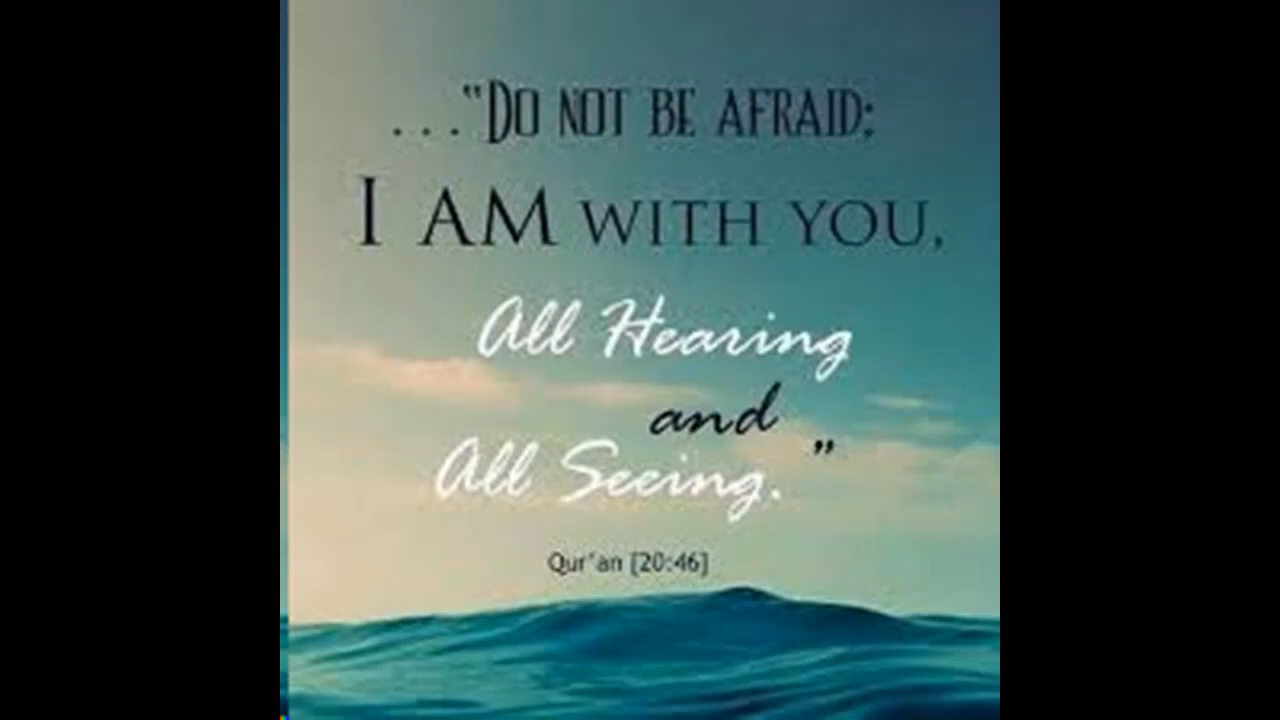 ..."DO NOT BE AFRAID;
I AM WITH YOU,
All Hearing
and
All Seeing."
Qur'an [20:46]